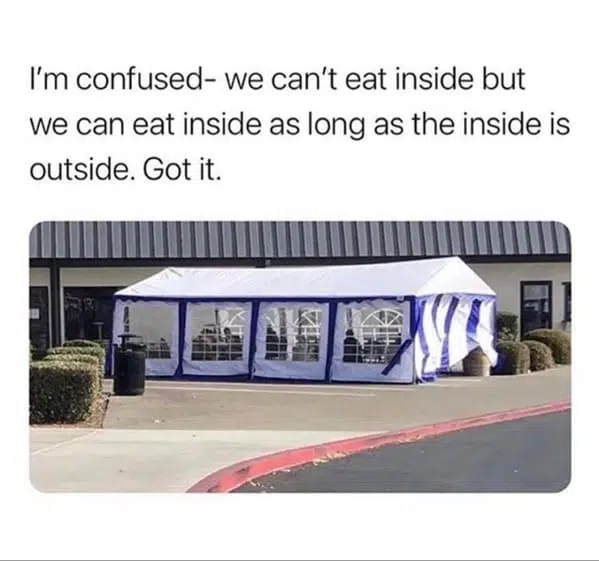 I'm confused- we can't eat inside but
we can eat inside as long as the inside is
outside. Got it.